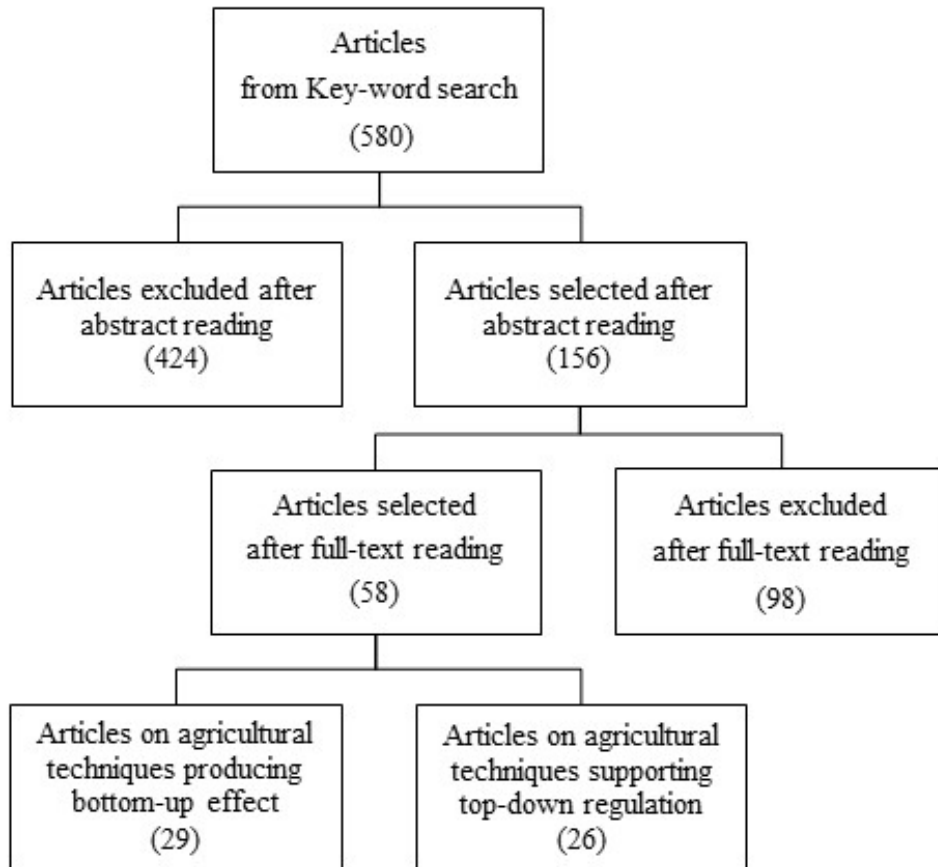 Articles
from Key-word search
(580)
Articles excluded after
abstract reading
(424)
Articles selected after
abstract reading
(156)
Articles selected
after full-text reading
(58)
Articles excluded
after full-text reading
(98)
Articles on agricultural
techniques producing
bottom-up effect
(29)
Articles on agricultural
techniques supporting
top-down regulation
(26)